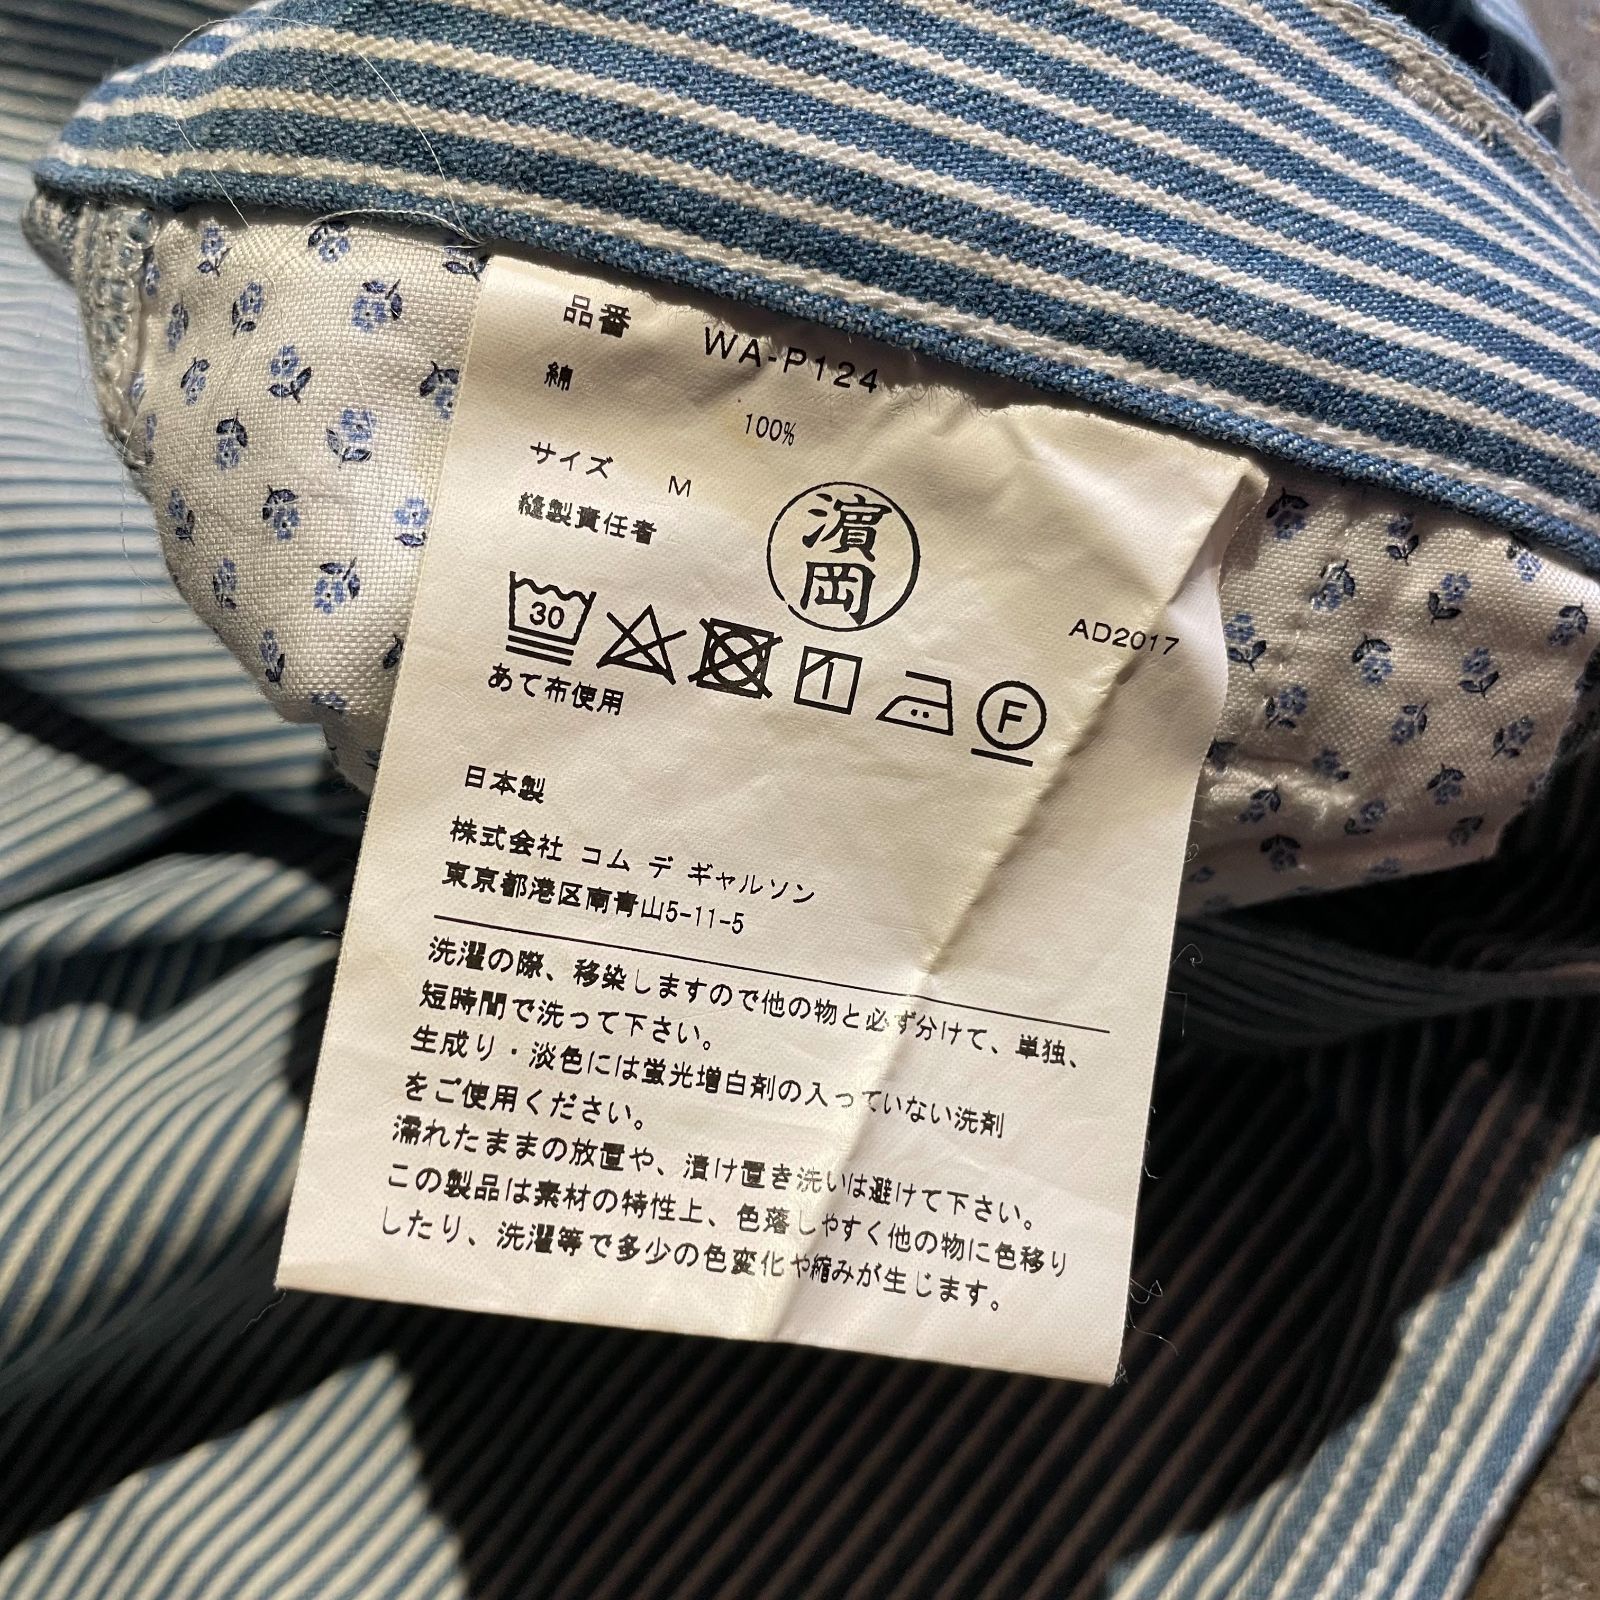 品番 WA-P124
綿 100%
サイズ M
縫製責任者
濱岡
AD2017
30
F
あて布使用
日本製
株式会社 コム デ ギャルソン
東京都港区南青山5-11-5
洗濯の際、移染しますので他の物と必ず分けて、単独、
短時間で洗って下さい。
生成り・淡色には蛍光増白剤の入っていない洗剤
をご使用ください。
濡れたままの放置や、漬け置き洗いは避けて下さい。
この製品は素材の特性上、色落しやすく他の物に色移り
したり、洗濯等で多少の色変化や縮みが生じます。